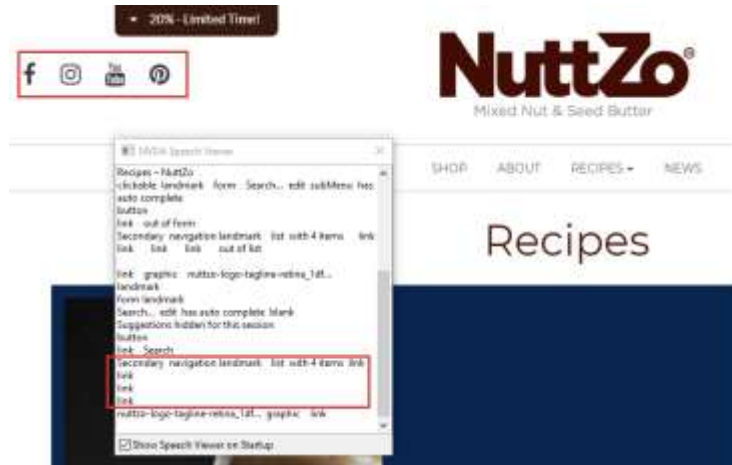 20% - Limited Time!
You
Tube
NuttZo®
Mixed Nut & Seed Butter
NVDA Speech Viewer
SHOP ABOUT RECIPES NEWS
Recipes
Recipes – NuttZo
clickable landmark form Search... edit subMenu has
auto complete
button
link out of form
Secondary navigation landmark list with 4 items link
link link link out of list
link graphic nuttzo-logo-tagline-retina_1df...
landmark
form landmark
Search... edit has auto complete blank
Suggestions hidden for this session
button
link Search
Secondary navigation landmark list with 4 items link
link
link
link
nuttzo-logo-tagline-retina_1df... graphic link
Show Speech Viewer on Startup